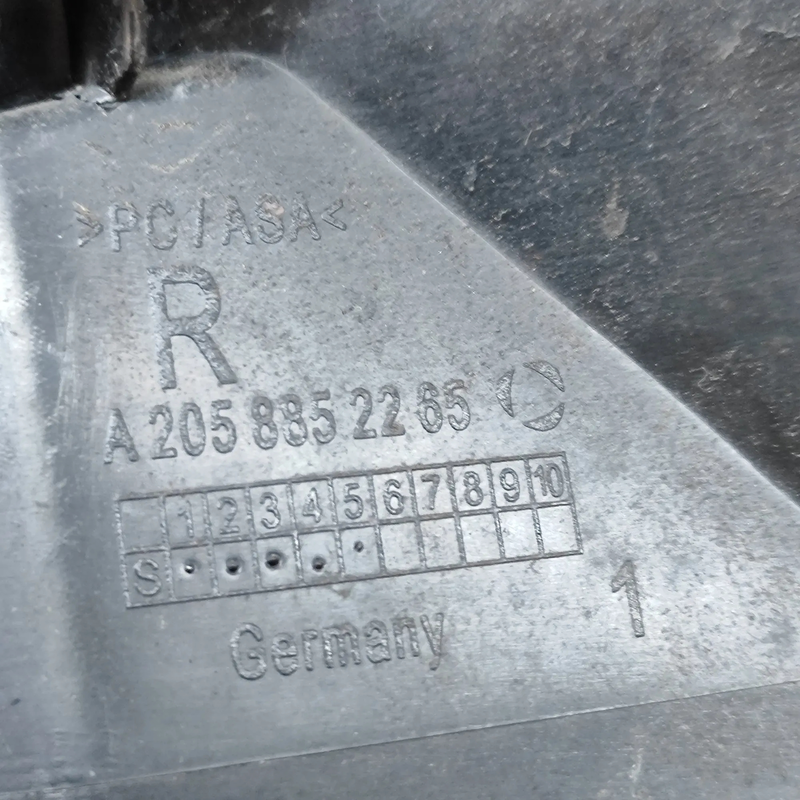 >PC/ASA<
R
A 205 885 22 65
1 2 3 4 5 6 7 8 9 10
S
Germany
1